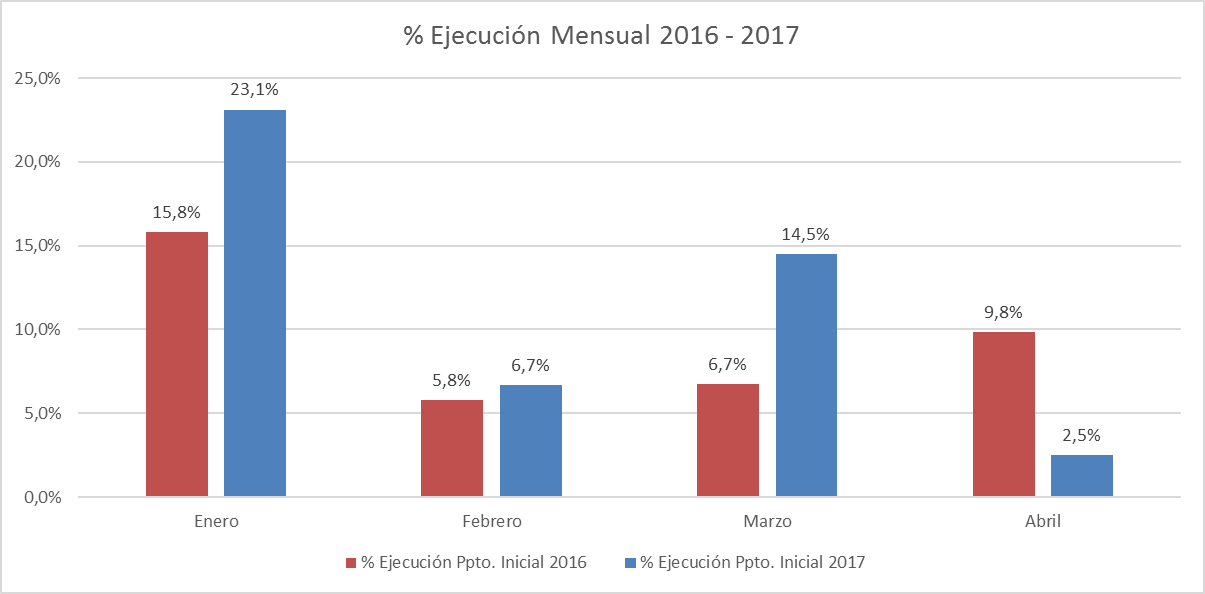 % Ejecución Mensual 2016 - 2017
25,0%
20,0%
15,0%
10,0%
5,0%
0,0%
15,8%
23,1%
5,8%
6,7%
6,7%
14,5%
9,8%
2,5%
Enero
Febrero
Marzo
Abril
% Ejecución Ppto. Inicial 2016
% Ejecución Ppto. Inicial 2017